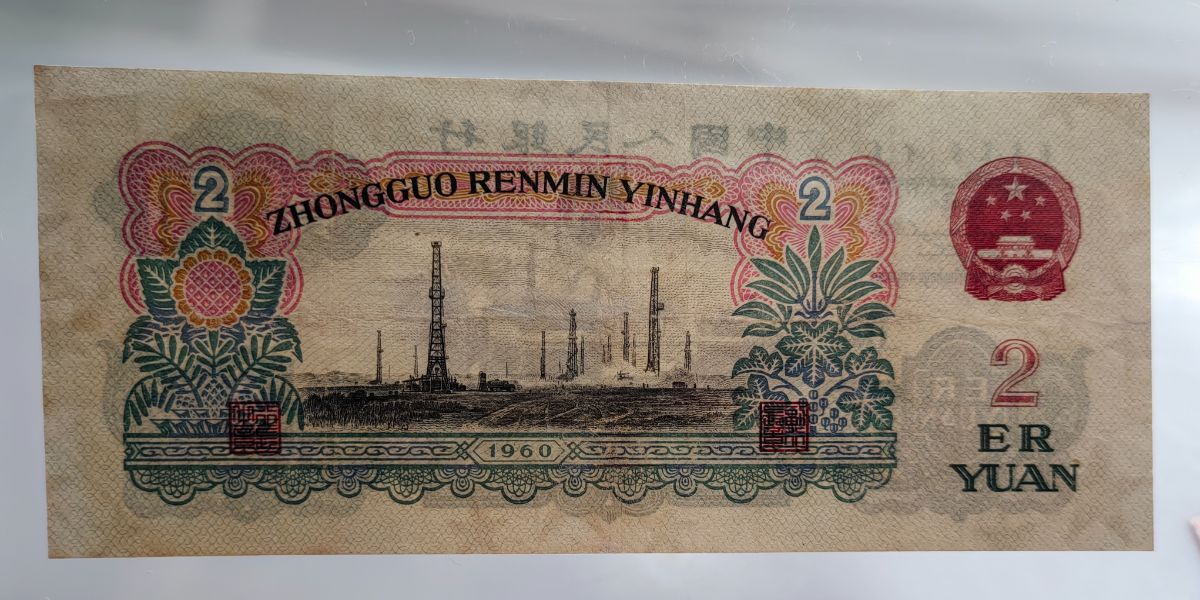 2
2
ZHONGGUO RENMIN YINHANG
1960
2
ER
YUAN